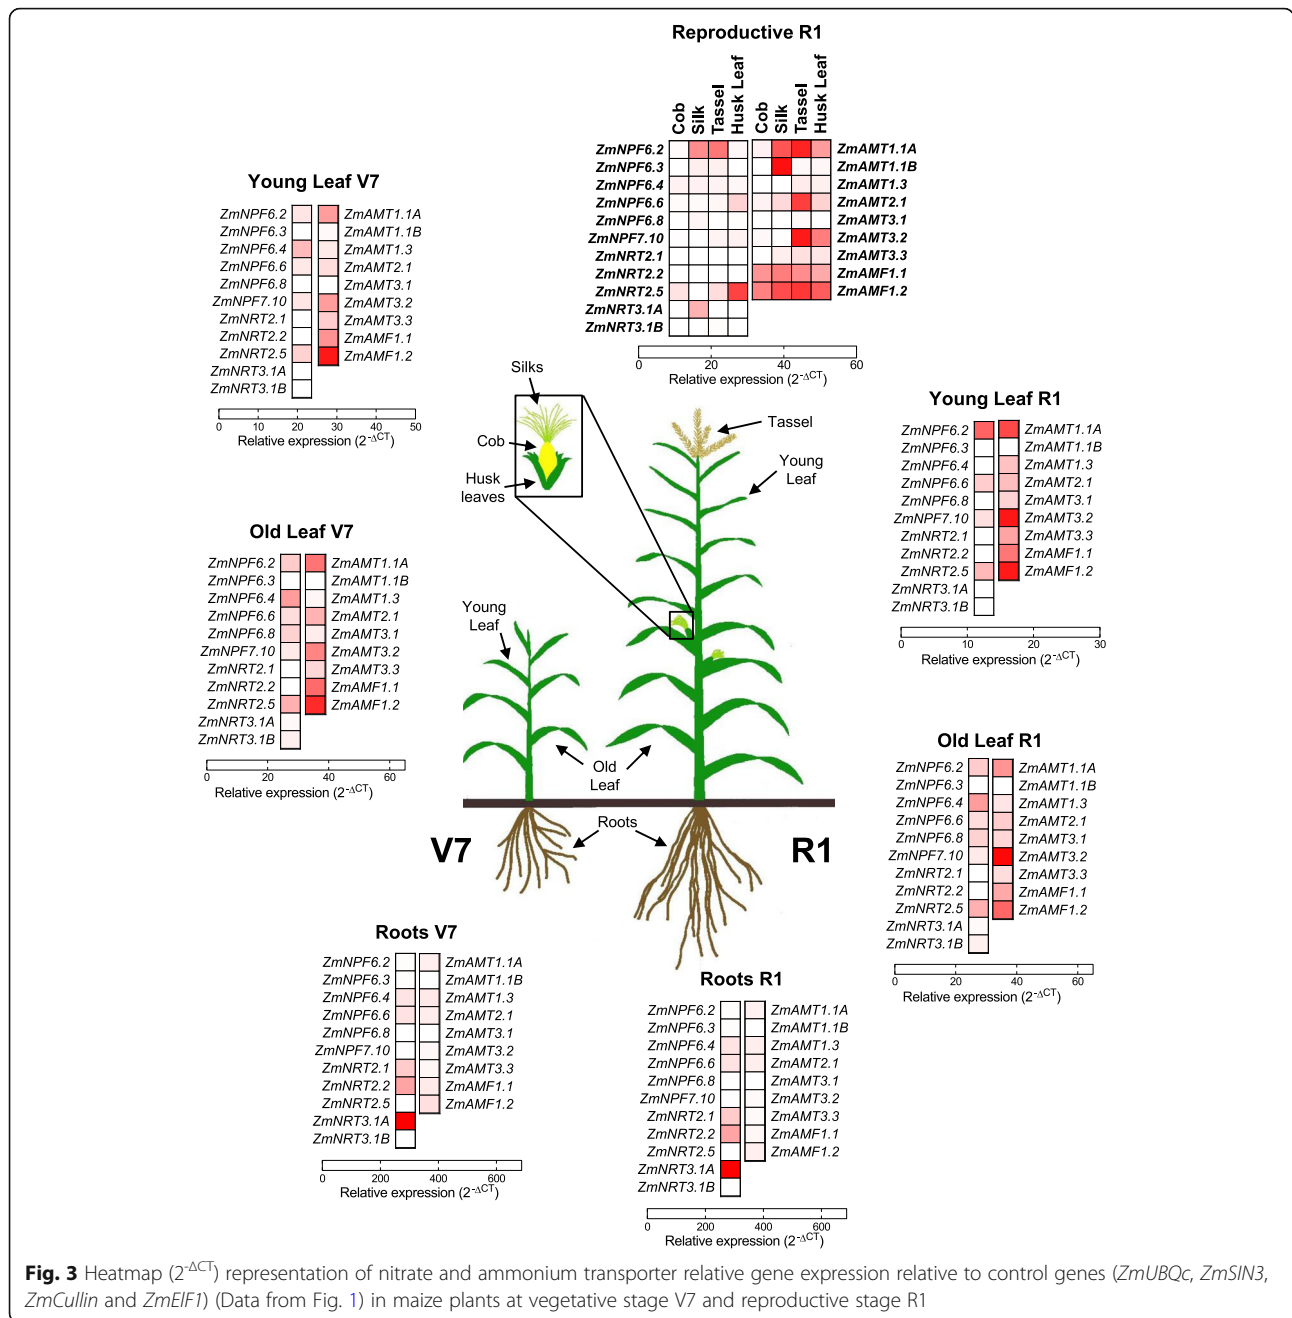 Reproductive R1
Cob
Silk
Tassel
Husk Leaf
Cob
Silk
Tassel
Husk Leaf
ZmNPF6.2 ZmAMT1.1A
ZmNPF6.3 ZmAMT1.1B
ZmNPF6.4 ZmAMT1.3
ZmNPF6.6 ZmAMT2.1
ZmNPF6.8 ZmAMT3.1
ZmNPF7.10 ZmAMT3.2
ZmNRT2.1 ZmAMT3.3
ZmNRT2.2 ZmAMF1.1
ZmNRT2.5 ZmAMF1.2
ZmNRT3.1A
ZmNRT3.1B
0 20 40 60
Relative expression (2-ΔCT)
Young Leaf V7
ZmNPF6.2 ZmAMT1.1A
ZmNPF6.3 ZmAMT1.1B
ZmNPF6.4 ZmAMT1.3
ZmNPF6.6 ZmAMT2.1
ZmNPF6.8 ZmAMT3.1
ZmNPF7.10 ZmAMT3.2
ZmNRT2.1 ZmAMT3.3
ZmNRT2.2 ZmAMF1.1
ZmNRT2.5 ZmAMF1.2
ZmNRT3.1A
ZmNRT3.1B
0 10 20 30 40 50
Relative expression (2-ΔCT)
Silks
Cob
Husk
leaves
Tassel
Young
Leaf
Young Leaf R1
ZmNPF6.2 ZmAMT1.1A
ZmNPF6.3 ZmAMT1.1B
ZmNPF6.4 ZmAMT1.3
ZmNPF6.6 ZmAMT2.1
ZmNPF6.8 ZmAMT3.1
ZmNPF7.10 ZmAMT3.2
ZmNRT2.1 ZmAMT3.3
ZmNRT2.2 ZmAMF1.1
ZmNRT2.5 ZmAMF1.2
ZmNRT3.1A
ZmNRT3.1B
0 10 20 30
Relative expression (2-ΔCT)
Old Leaf V7
ZmNPF6.2 ZmAMT1.1A
ZmNPF6.3 ZmAMT1.1B
ZmNPF6.4 ZmAMT1.3
ZmNPF6.6 ZmAMT2.1
ZmNPF6.8 ZmAMT3.1
ZmNPF7.10 ZmAMT3.2
ZmNRT2.1 ZmAMT3.3
ZmNRT2.2 ZmAMF1.1
ZmNRT2.5 ZmAMF1.2
ZmNRT3.1A
ZmNRT3.1B
0 20 40 60
Relative expression (2-ΔCT)
Young
Leaf
Old
Leaf
Roots
V7
R1
Old Leaf R1
ZmNPF6.2 ZmAMT1.1A
ZmNPF6.3 ZmAMT1.1B
ZmNPF6.4 ZmAMT1.3
ZmNPF6.6 ZmAMT2.1
ZmNPF6.8 ZmAMT3.1
ZmNPF7.10 ZmAMT3.2
ZmNRT2.1 ZmAMT3.3
ZmNRT2.2 ZmAMF1.1
ZmNRT2.5 ZmAMF1.2
ZmNRT3.1A
ZmNRT3.1B
0 20 40 60
Relative expression (2-ΔCT)
Roots V7
ZmNPF6.2 ZmAMT1.1A
ZmNPF6.3 ZmAMT1.1B
ZmNPF6.4 ZmAMT1.3
ZmNPF6.6 ZmAMT2.1
ZmNPF6.8 ZmAMT3.1
ZmNPF7.10 ZmAMT3.2
ZmNRT2.1 ZmAMT3.3
ZmNRT2.2 ZmAMF1.1
ZmNRT2.5 ZmAMF1.2
ZmNRT3.1A
ZmNRT3.1B
0 200 400 600
Relative expression (2-ΔCT)
Roots R1
ZmNPF6.2 ZmAMT1.1A
ZmNPF6.3 ZmAMT1.1B
ZmNPF6.4 ZmAMT1.3
ZmNPF6.6 ZmAMT2.1
ZmNPF6.8 ZmAMT3.1
ZmNPF7.10 ZmAMT3.2
ZmNRT2.1 ZmAMT3.3
ZmNRT2.2 ZmAMF1.1
ZmNRT2.5 ZmAMF1.2
ZmNRT3.1A
ZmNRT3.1B
0 200 400 600
Relative expression (2-ΔCT)
Fig. 3 Heatmap (2-ΔCT) representation of nitrate and ammonium transporter relative gene expression relative to control genes (ZmUBQc, ZmSIN3,
ZmCullin and ZmEIF1) (Data from Fig. 1) in maize plants at vegetative stage V7 and reproductive stage R1